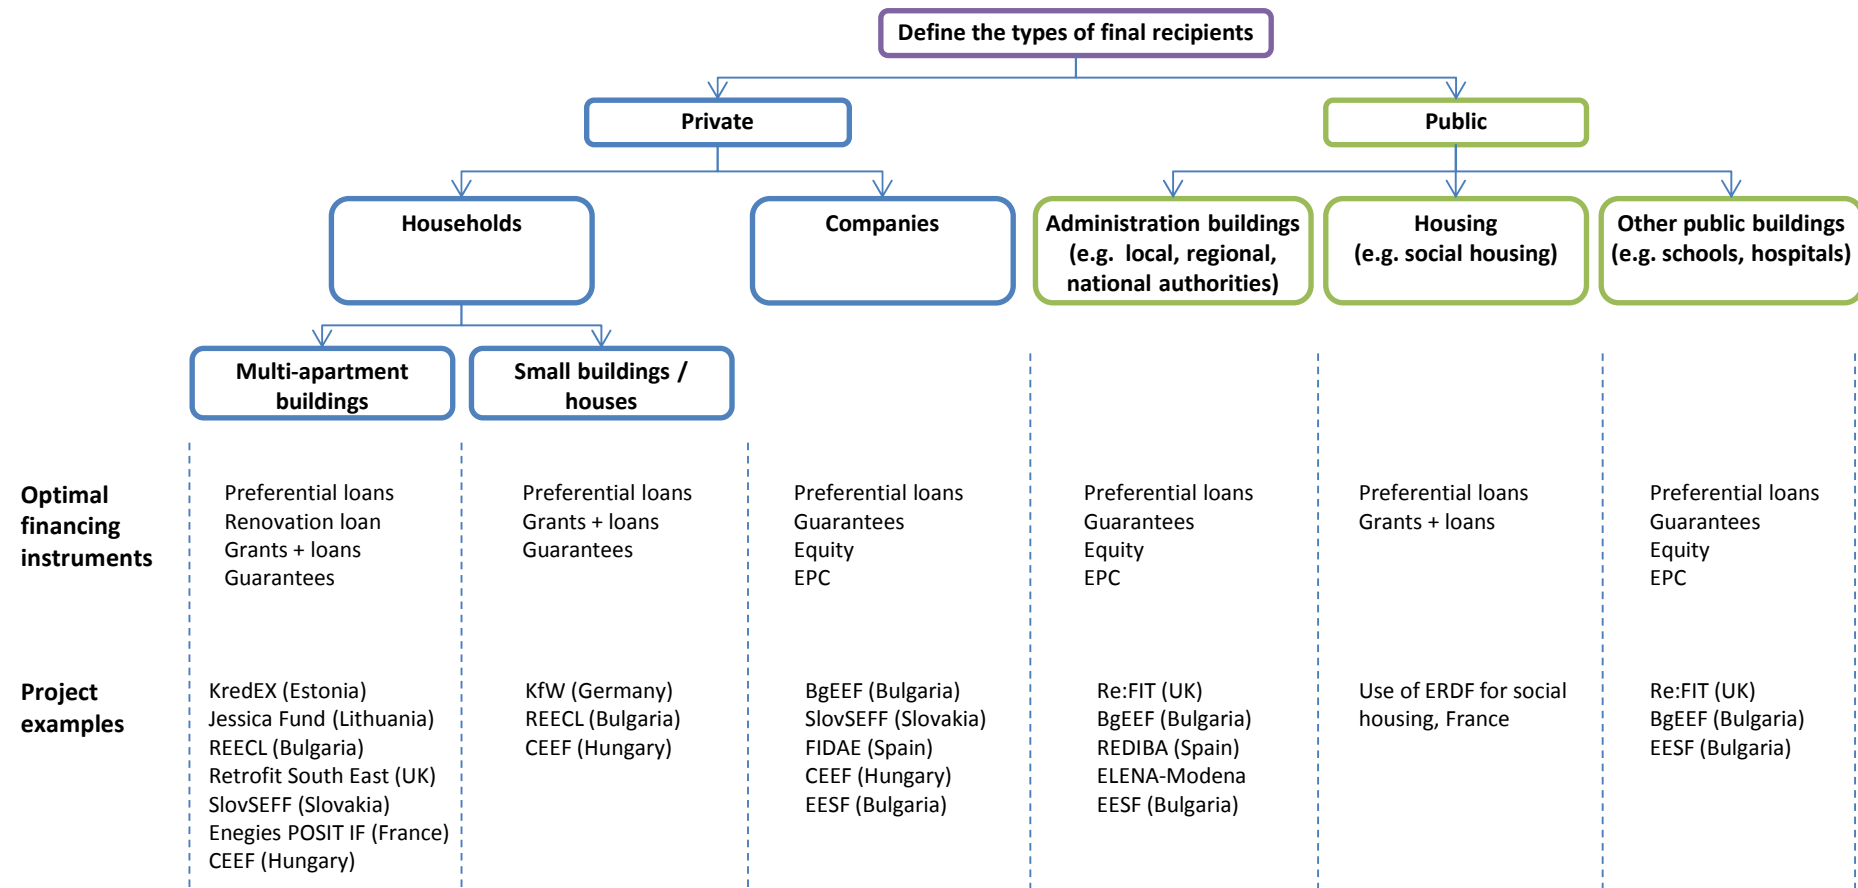 Define the types of final recipients
Private
Public
Households
Companies
Administration buildings
(e.g. local, regional,
national authorities)
Housing
(e.g. social housing)
Other public buildings
(e.g. schools, hospitals)
Multi-apartment
buildings
Small buildings /
houses
Optimal
financing
instruments
Preferential loans
Renovation loan
Grants + loans
Guarantees
Preferential loans
Grants + loans
Guarantees
Preferential loans
Guarantees
Equity
EPC
Preferential loans
Guarantees
Equity
EPC
Preferential loans
Grants + loans
Preferential loans
Guarantees
Equity
EPC
Project
examples
KredEX (Estonia)
Jessica Fund (Lithuania)
REECL (Bulgaria)
Retrofit South East (UK)
SlovSEFF (Slovakia)
Enegies POSIT IF (France)
CEEF (Hungary)
KfW (Germany)
REECL (Bulgaria)
CEEF (Hungary)
BgEEF (Bulgaria)
SlovSEFF (Slovakia)
FIDAE (Spain)
CEEF (Hungary)
EESF (Bulgaria)
Re:FIT (UK)
BgEEF (Bulgaria)
REDIBA (Spain)
ELENA-Modena
EESF (Bulgaria)
Use of ERDF for social
housing, France
Re:FIT (UK)
BgEEF (Bulgaria)
EESF (Bulgaria)